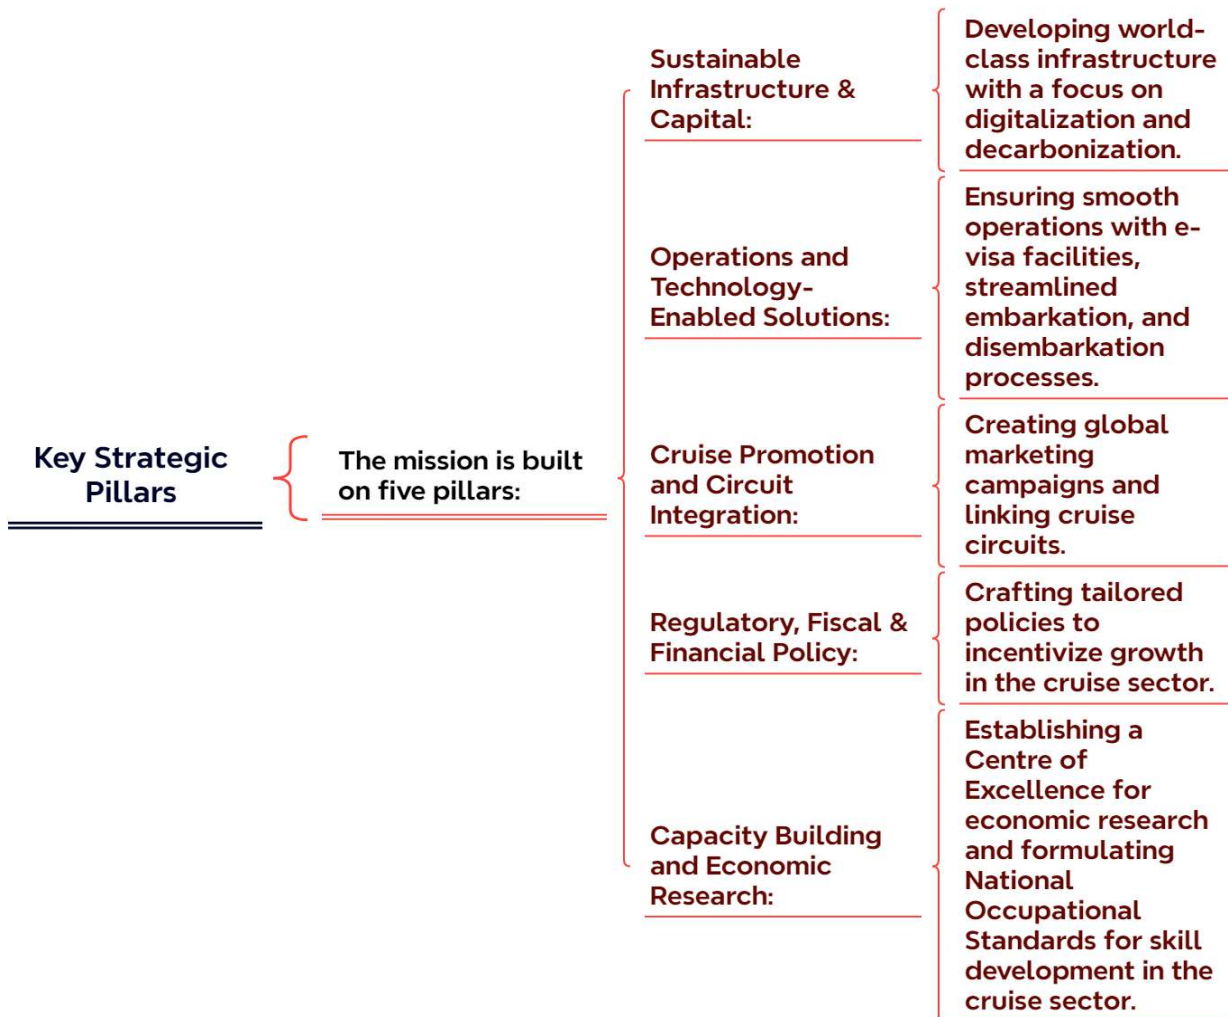 Key Strategic
Pillars
The mission is built
on five pillars:
Sustainable
Infrastructure &
Capital:
Developing world-
class infrastructure
with a focus on
digitalization and
decarbonization.
Operations and
Technology-
Enabled Solutions:
Ensuring smooth
operations with e-
visa facilities,
streamlined
embarkation, and
disembarkation
processes.
Cruise Promotion
and Circuit
Integration:
Creating global
marketing
campaigns and
linking cruise
circuits.
Regulatory, Fiscal &
Financial Policy:
Crafting tailored
policies to
incentivize growth
in the cruise sector.
Capacity Building
and Economic
Research:
Establishing a
Centre of
Excellence for
economic research
and formulating
National
Occupational
Standards for skill
development in the
cruise sector.